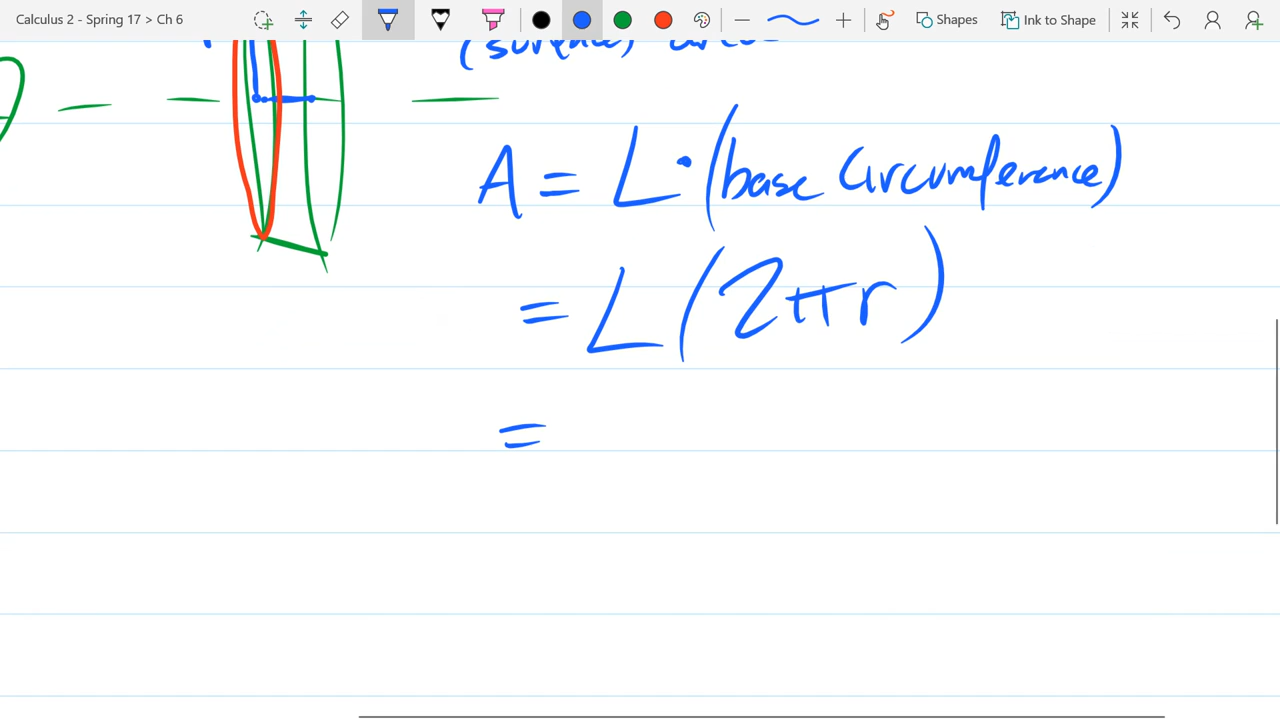 Calculus 2 - Spring 17 > Ch 6
Shapes
Ink to Shape
A = L · (base circumference)
= L (2πr)
=